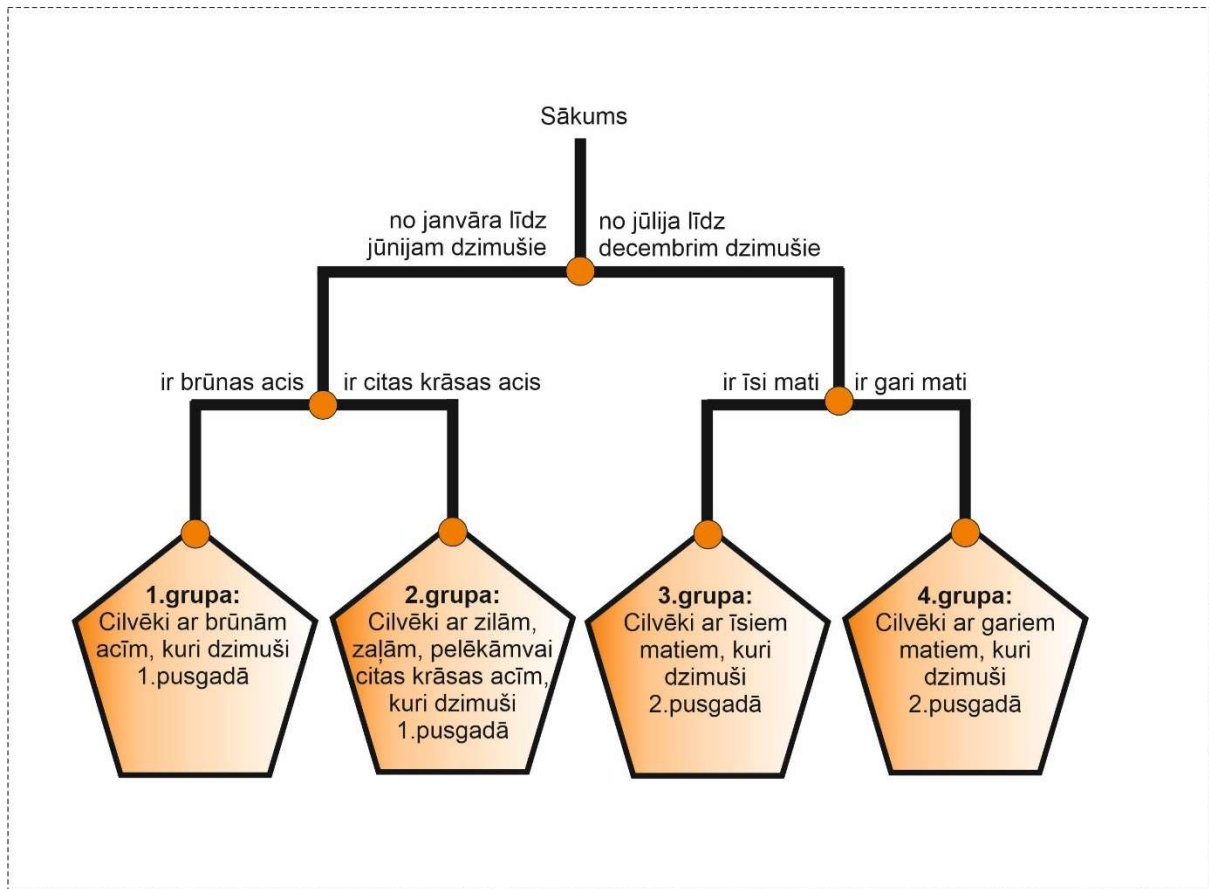 Sākums
no janvāra līdz
jūnijam dzimušie
no jūlija līdz
decembrim dzimušie
ir brūnas acis
ir citas krāsas acis
ir īsi mati
ir gari mati
1.grupa:
Cilvēki ar brūnām
acīm, kuri dzimuši
1.pusgadā
2.grupa:
Cilvēki ar zilām,
zaļām, pelēkāmvai
citas krāsas acīm,
kuri dzimuši
1.pusgadā
3.grupa:
Cilvēki ar īsiem
matiem, kuri
dzimuši
2.pusgadā
4.grupa:
Cilvēki ar gariem
matiem, kuri
dzimuši
2.pusgadā